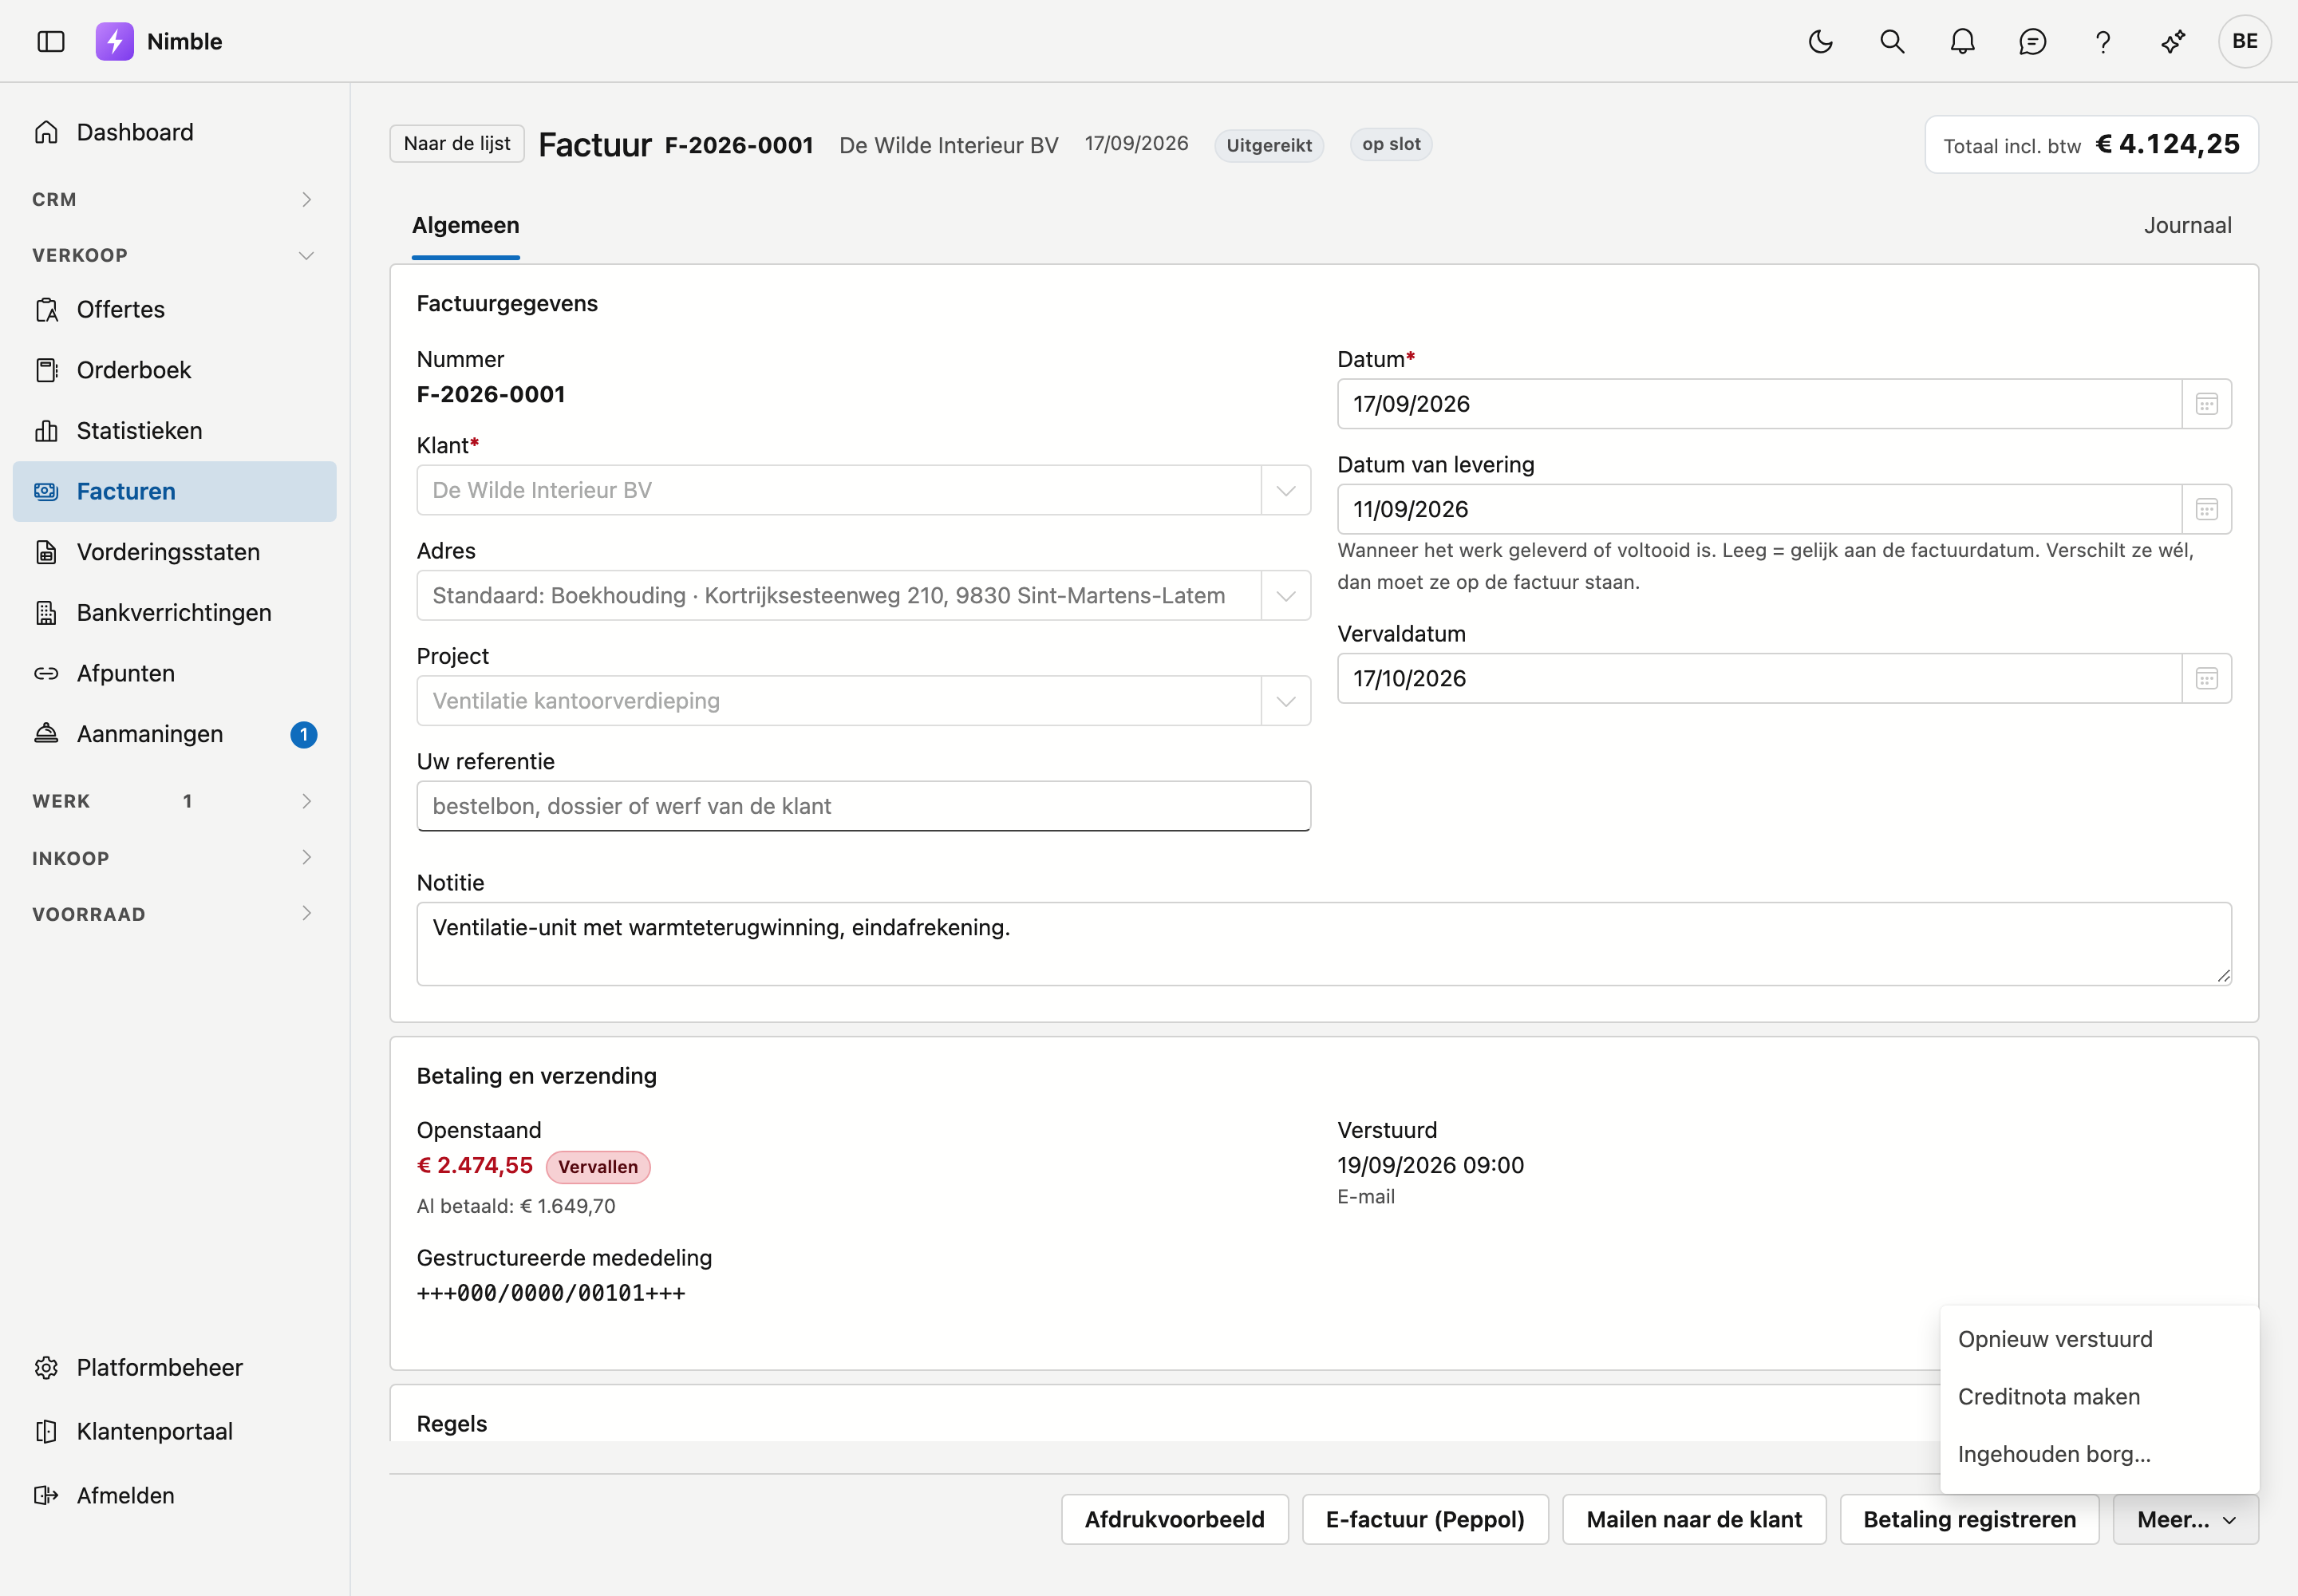 Nimble
BE
Dashboard
CRM
VERKOOP
Offertes
Orderboek
Statistieken
Facturen
Vorderingsstaten
Bankverrichtingen
Afpunten
Aanmaningen 1
WERK 1
INKOOP
VOORRAAD
Platformbeheer
Klantenportaal
Afmelden
Naar de lijst Factuur F-2026-0001 De Wilde Interieur BV 17/09/2026 Uitgereikt op slot Totaal incl. btw € 4.124,25
Algemeen Journaal
Factuurgegevens
Nummer
F-2026-0001
Klant*
De Wilde Interieur BV
Adres
Standaard: Boekhouding · Kortrijksesteenweg 210, 9830 Sint-Martens-Latem
Project
Ventilatie kantoorverdieping
Uw referentie
bestelbon, dossier of werf van de klant
Datum*
17/09/2026
Datum van levering
11/09/2026
Wanneer het werk geleverd of voltooid is. Leeg = gelijk aan de factuurdatum. Verschilt ze wél,
dan moet ze op de factuur staan.
Vervaldatum
17/10/2026
Notitie
Ventilatie-unit met warmteterugwinning, eindafrekening.
Betaling en verzending
Openstaand
€ 2.474,55 Vervallen
Al betaald: € 1.649,70
Gestructureerde mededeling
+++000/0000/00101+++
Verstuurd
19/09/2026 09:00
E-mail
Regels
Opnieuw verstuurd
Creditnota maken
Ingehouden borg...
Afdrukvoorbeeld E-factuur (Peppol) Mailen naar de klant Betaling registreren Meer...